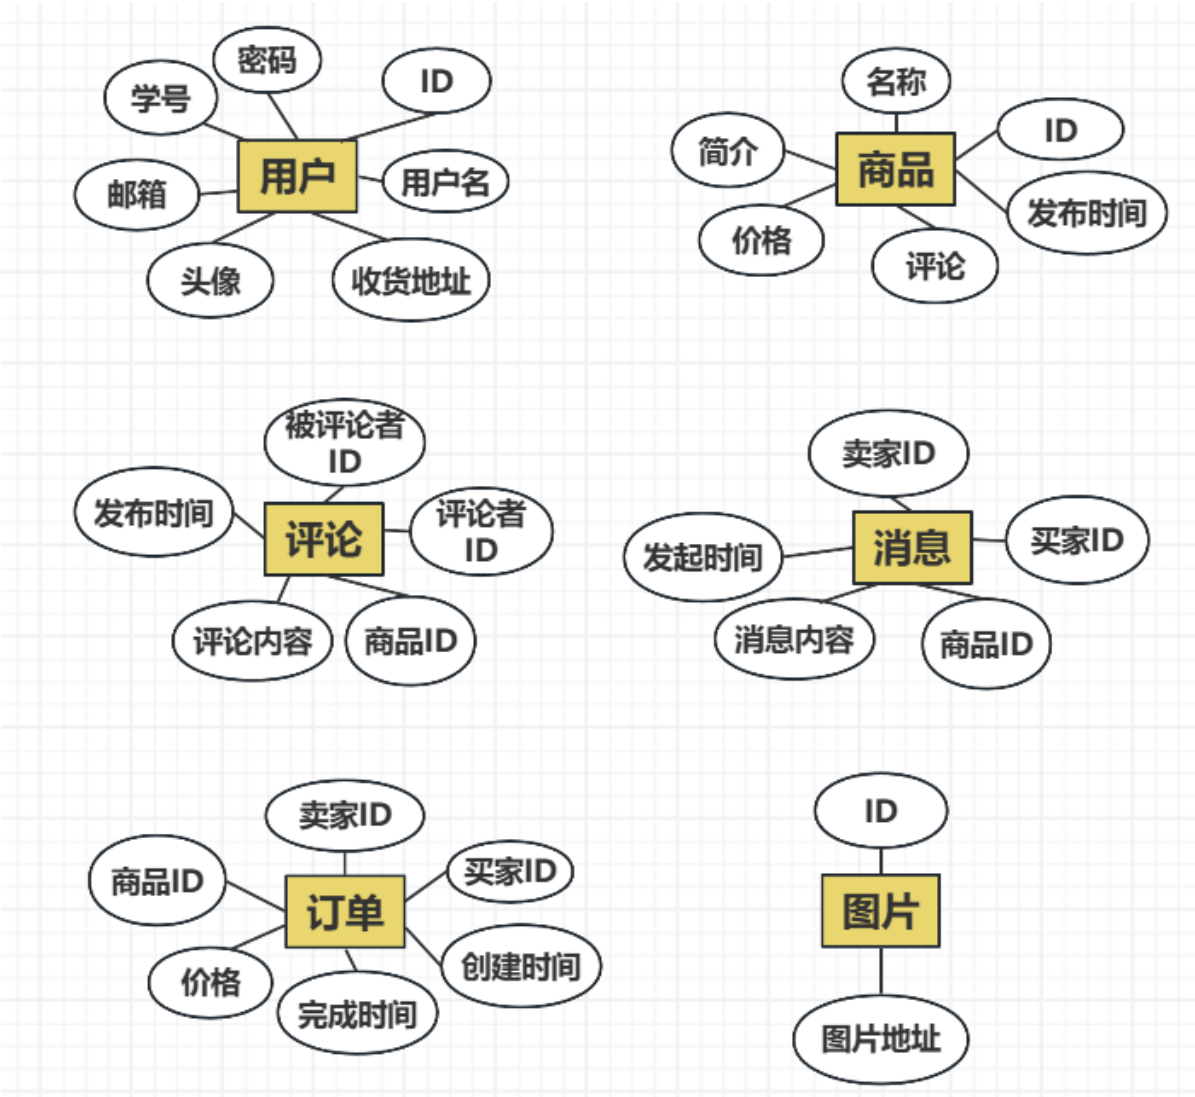 密码
ID
学号
用户
邮箱
用户名
头像
收货地址
名称
ID
简介
商品
发布时间
价格
评论
被评论者
ID
发布时间
评论
评论者
ID
评论内容
商品ID
卖家ID
发起时间
消息
买家ID
消息内容
商品ID
卖家ID
商品ID
买家ID
订单
价格
创建时间
完成时间
ID
图片
图片地址